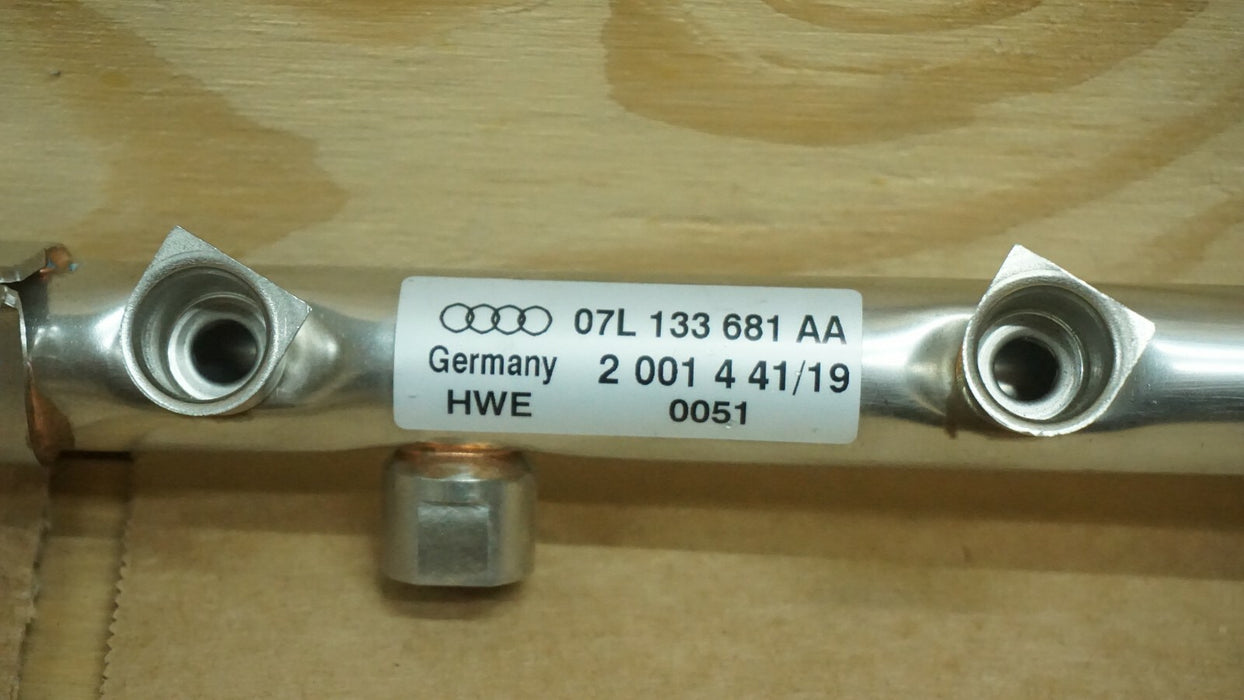 07L 133 681 AA
Germany 2 001 4 41/19
HWE 0051